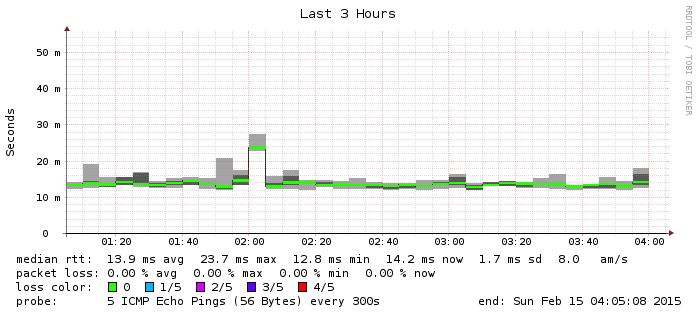 Last 3 Hours
RRDTOOL / TOBI OETIKER
Seconds
50 m
40 m
30 m
20 m
10 m
0
01:20 01:40 02:00 02:20 02:40 03:00 03:20 03:40 04:00
median rtt: 13.9 ms avg 23.7 ms max 12.8 ms min 14.2 ms now 1.7 ms sd 8.0 am/s
packet loss: 0.00 % avg 0.00 % max 0.00 % min 0.00 % now
loss color: 0 1/5 2/5 3/5 4/5
probe: 5 ICMP Echo Pings (56 Bytes) every 300s end: Sun Feb 15 04:05:08 2015